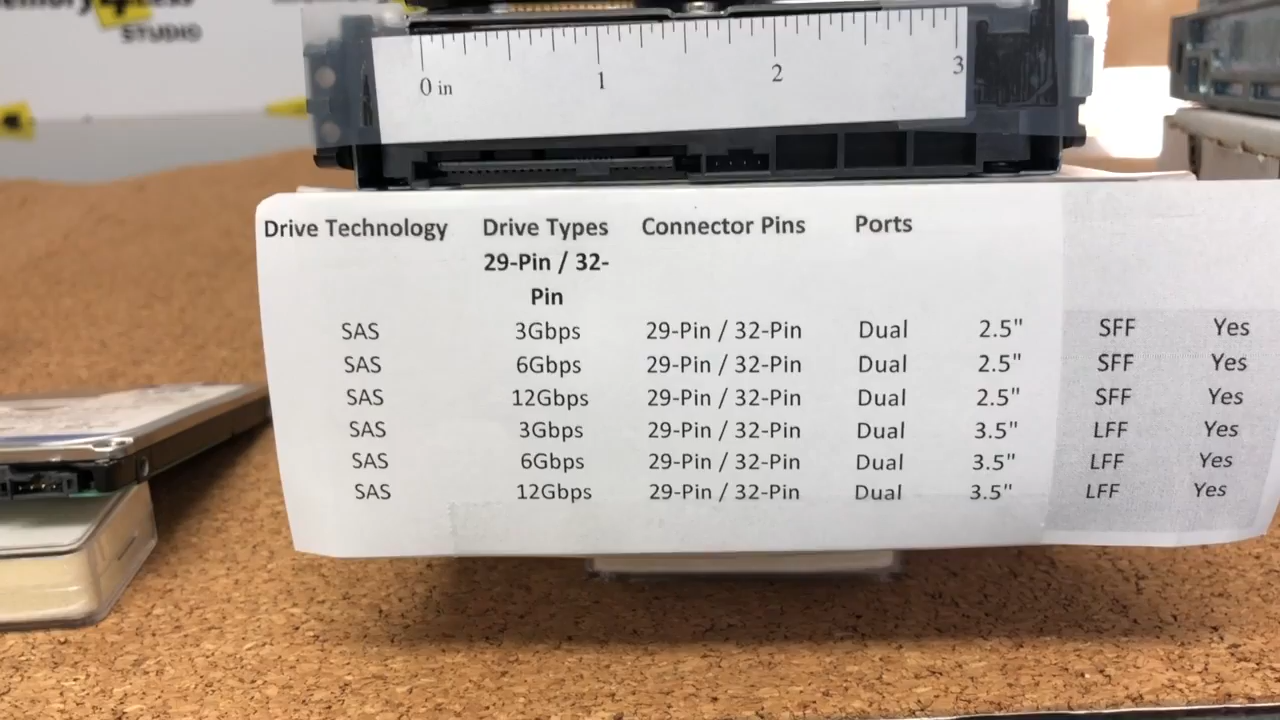 STUDIO
0 in 1 2 3
Drive Technology Drive Types Connector Pins Ports
29-Pin / 32-
Pin
SAS 3Gbps 29-Pin / 32-Pin Dual 2.5" SFF Yes
SAS 6Gbps 29-Pin / 32-Pin Dual 2.5" SFF Yes
SAS 12Gbps 29-Pin / 32-Pin Dual 2.5" SFF Yes
SAS 3Gbps 29-Pin / 32-Pin Dual 3.5" LFF Yes
SAS 6Gbps 29-Pin / 32-Pin Dual 3.5" LFF Yes
SAS 12Gbps 29-Pin / 32-Pin Dual 3.5" LFF Yes